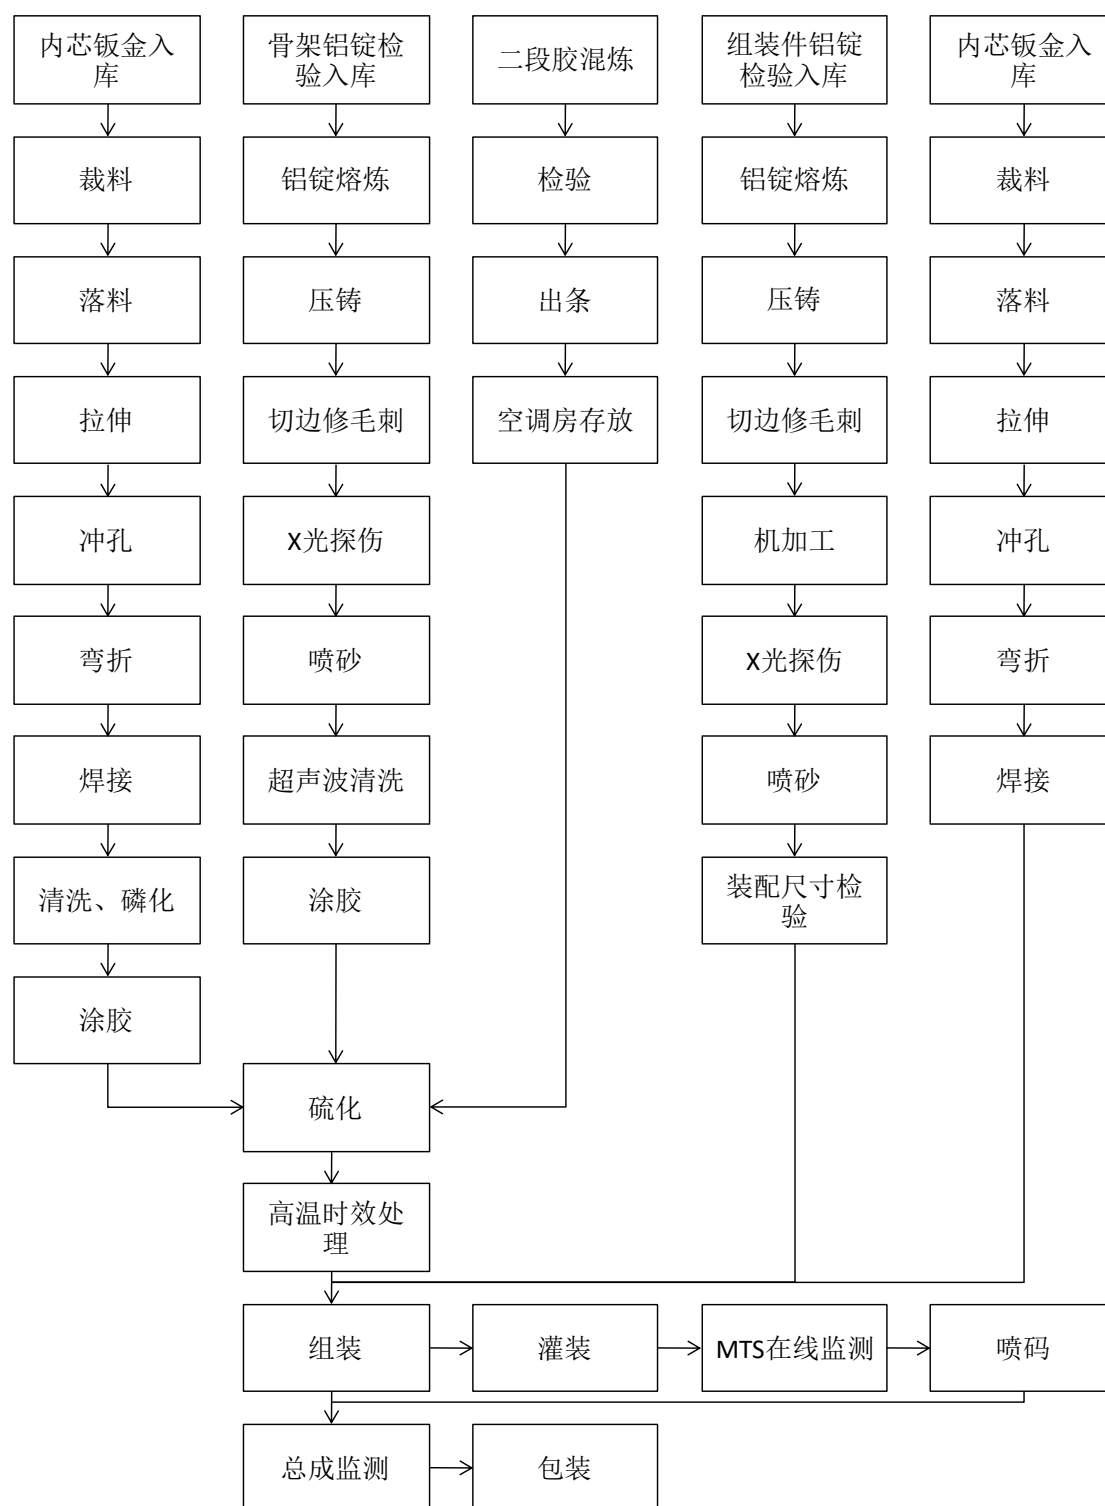 内芯钣金入
库
骨架铝锭检
验入库
二段胶混炼
组装件铝锭
检验入库
内芯钣金入
库
裁料
铝锭熔炼
检验
铝锭熔炼
裁料
落料
压铸
出条
压铸
落料
拉伸
切边修毛刺
空调房存放
切边修毛刺
拉伸
冲孔
X光探伤
机加工
冲孔
弯折
喷砂
X光探伤
弯折
焊接
超声波清洗
喷砂
焊接
清洗、磷化
涂胶
装配尺寸检
验
涂胶
硫化
高温时效处
理
组装
灌装
MTS在线监测
喷码
总成监测
包装